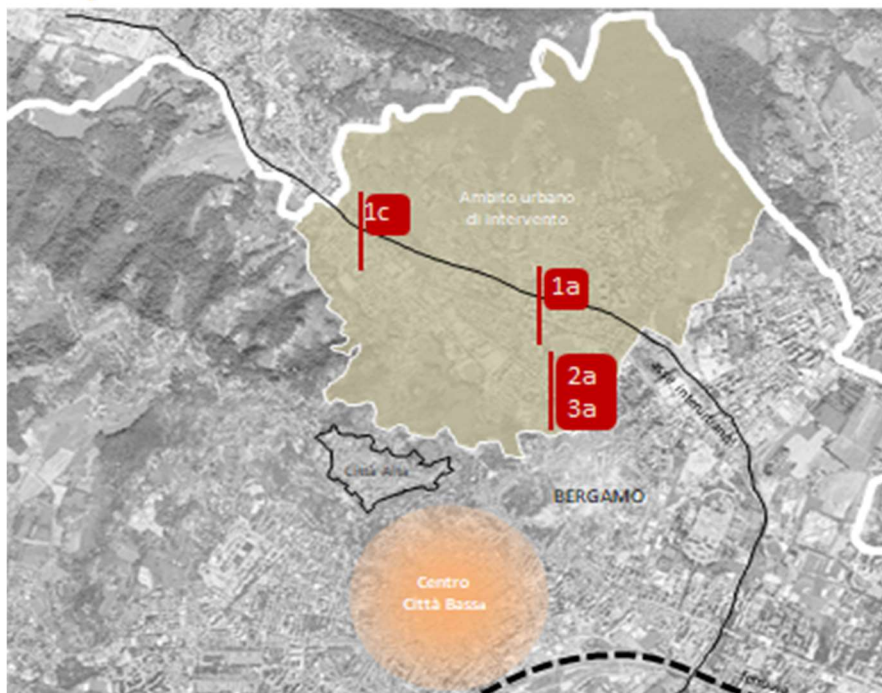 Ambito urbano
di intervento
1c
1a
2a
3a
Città Alta
BERGAMO
Centro
Città Bassa